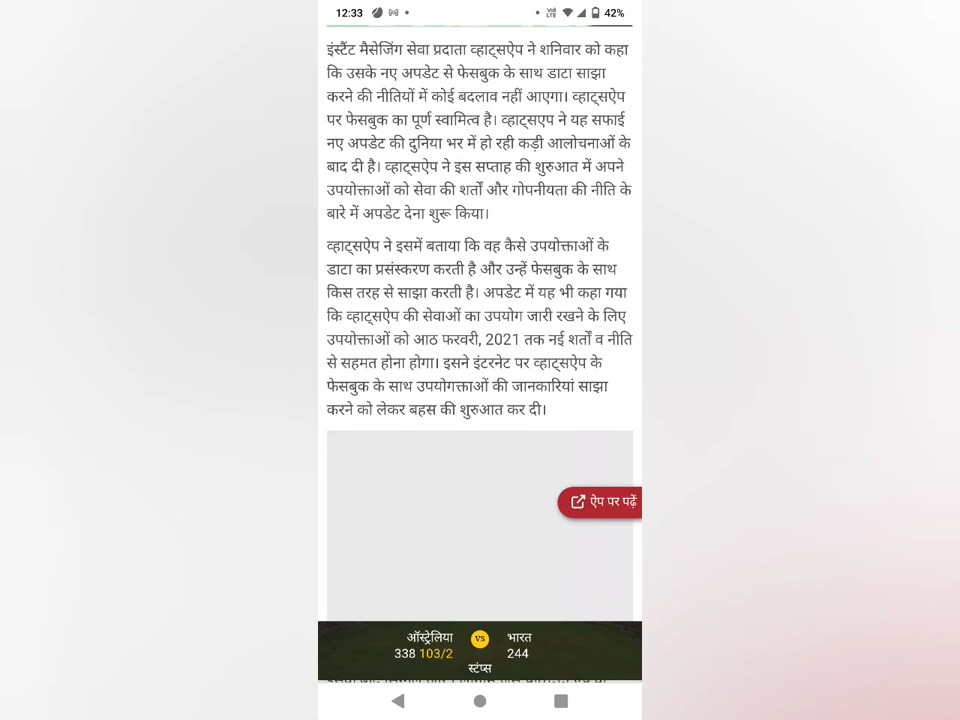 12:33
VoB
LTE
42%
इंस्टैंट मैसेजिंग सेवा प्रदाता व्हाट्सऐप ने शनिवार को कहा
कि उसके नए अपडेट से फेसबुक के साथ डाटा साझा
करने की नीतियों में कोई बदलाव नहीं आएगा। व्हाट्सऐप
पर फेसबुक का पूर्ण स्वामित्व है। व्हाट्सएप ने यह सफाई
नए अपडेट की दुनिया भर में हो रही कड़ी आलोचनाओं के
बाद दी है। व्हाट्सऐप ने इस सप्ताह की शुरुआत में अपने
उपयोक्ताओं को सेवा की शर्तों और गोपनीयता की नीति के
बारे में अपडेट देना शुरू किया।
व्हाट्सऐप ने इसमें बताया कि वह कैसे उपयोक्ताओं के
डाटा का प्रसंस्करण करती है और उन्हें फेसबुक के साथ
किस तरह से साझा करती है। अपडेट में यह भी कहा गया
कि व्हाट्सऐप की सेवाओं का उपयोग जारी रखने के लिए
उपयोक्ताओं को आठ फरवरी, 2021 तक नई शर्तों व नीति
से सहमत होना होगा। इसने इंटरनेट पर व्हाट्सऐप के
फेसबुक के साथ उपयोगक्ताओं की जानकारियां साझा
करने को लेकर बहस की शुरुआत कर दी।
ऐप पर पढ़ें
ऑस्ट्रेलिया vs भारत
338 103/2 244
स्टंप्स